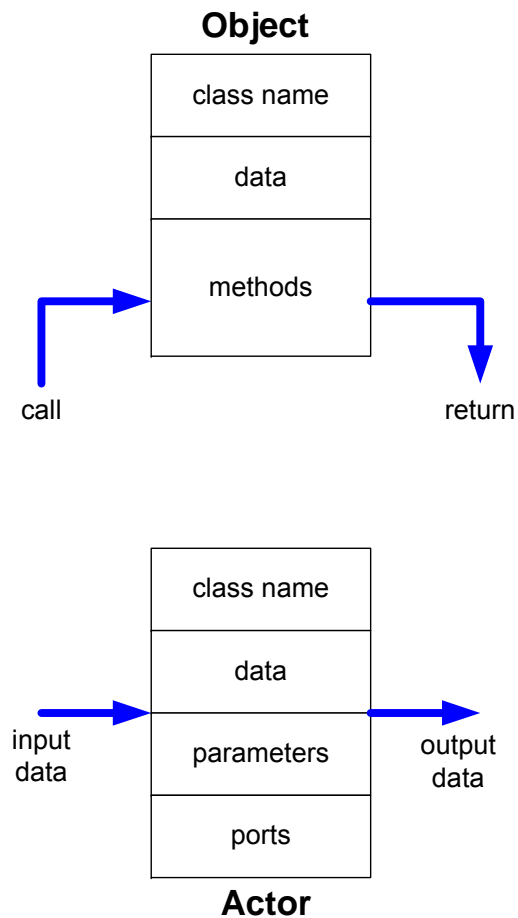 Object
class name
data
methods
call
return
class name
data
input
data
parameters
output
data
ports
Actor